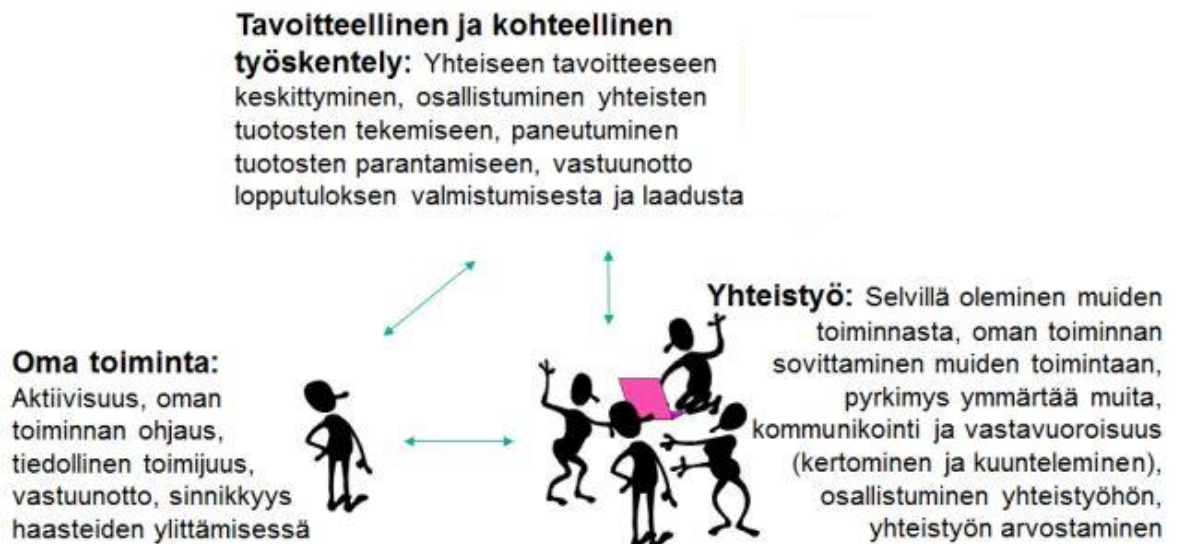 Tavoitteellinen ja kohteellinen
työskentely: Yhteiseen tavoitteeseen
keskittyminen, osallistuminen yhteisten
tuotosten tekemiseen, paneutuminen
tuotosten parantamiseen, vastuunotto
lopputuloksen valmistumisesta ja laadusta
Yhteistyö: Selvillä oleminen muiden
toiminnasta, oman toiminnan
sovittaminen muiden toimintaan,
pyrkimys ymmärtää muita,
kommunikointi ja vastavuoroisuus
(kertominen ja kuunteleminen),
osallistuminen yhteistyöhön,
yhteistyön arvostaminen
Oma toiminta:
Aktiivisuus, oman
toiminnan ohjaus,
tiedollinen toimijuus,
vastuunotto, sinnikkyys
haasteiden ylittämisessä